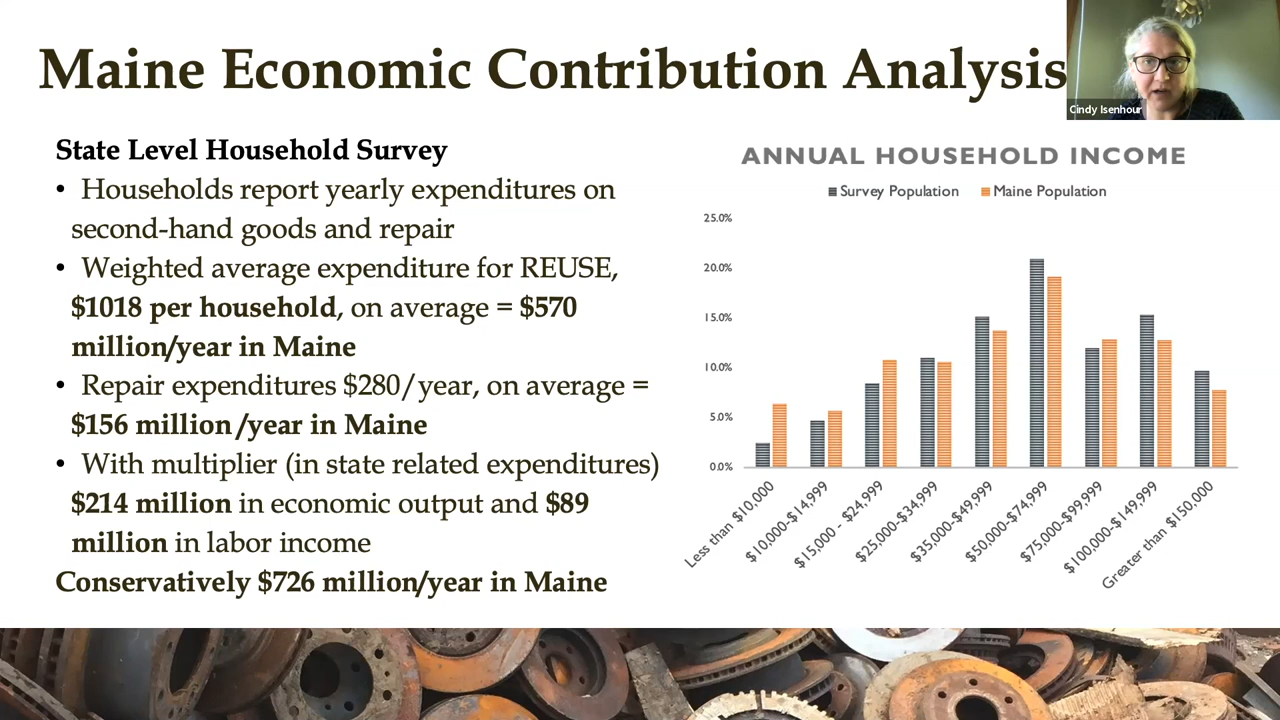 Maine Economic Contribution Analysis
Cindy Isenhour
State Level Household Survey
• Households report yearly expenditures on
second-hand goods and repair
• Weighted average expenditure for REUSE,
$1018 per household, on average = $570
million/year in Maine
• Repair expenditures $280/year, on average =
$156 million/year in Maine
• With multiplier (in state related expenditures)
$214 million in economic output and $89
million in labor income
Conservatively $726 million/year in Maine
ANNUAL HOUSEHOLD INCOME
Survey Population Maine Population
25.0%
20.0%
15.0%
10.0%
5.0%
0.0%
Less than $10,000
$10,000-$14,999
$15,000 - $24,999
$25,000-$34,999
$35,000-$49,999
$50,000-$74,999
$75,000-$99,999
$100,000-$149,999
Greater than $150,000